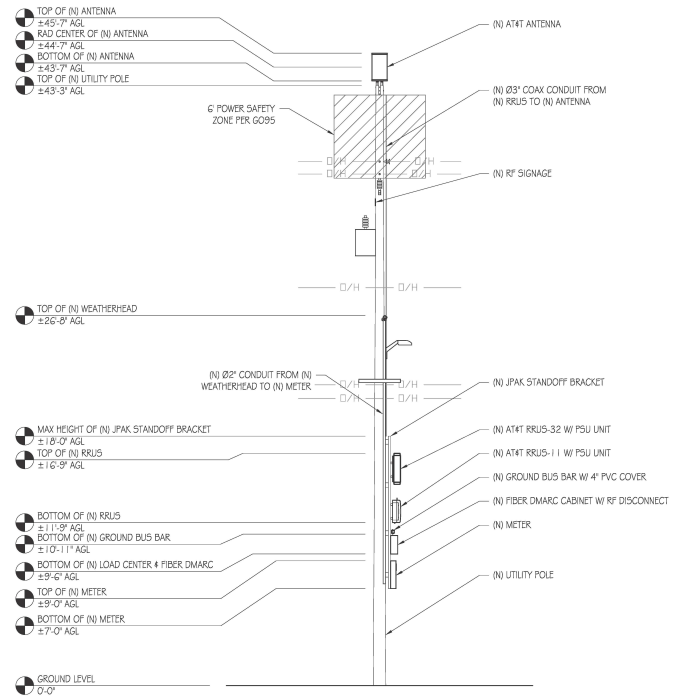 TOP OF (N) ANTENNA
±45'-7" AGL
RAD CENTER OF (N) ANTENNA
±44'-7" AGL
BOTTOM OF (N) ANTENNA
±43'-7" AGL
TOP OF (N) UTILITY POLE
±43'-3" AGL
(N) AT&T ANTENNA
(N) Ø3" COAX CONDUIT FROM
(N) RRUS TO (N) ANTENNA
6' POWER SAFETY
ZONE PER GO95
O/H O/H
O/H O/H
(N) RF SIGNAGE
O/H O/H
TOP OF (N) WEATHERHEAD
±26'-8" AGL
(N) Ø2" CONDUIT FROM (N)
WEATHERHEAD TO (N) METER
O/H O/H
O/H O/H
(N) JPAK STANDOFF BRACKET
MAX HEIGHT OF (N) JPAK STANDOFF BRACKET
±18'-0" AGL
TOP OF (N) RRUS
±16'-9" AGL
(N) AT&T RRUS-32 W/ PSU UNIT
(N) AT&T RRUS-11 W/ PSU UNIT
(N) GROUND BUS BAR W/ 4" PVC COVER
(N) FIBER DMARC CABINET W/ RF DISCONNECT
(N) METER
BOTTOM OF (N) RRUS
±11'-9" AGL
BOTTOM OF (N) GROUND BUS BAR
±10'-11" AGL
BOTTOM OF (N) LOAD CENTER & FIBER DMARC
±9'-6" AGL
TOP OF (N) METER
±9'-0" AGL
BOTTOM OF (N) METER
±7'-0" AGL
(N) UTILITY POLE
GROUND LEVEL
0'-0"